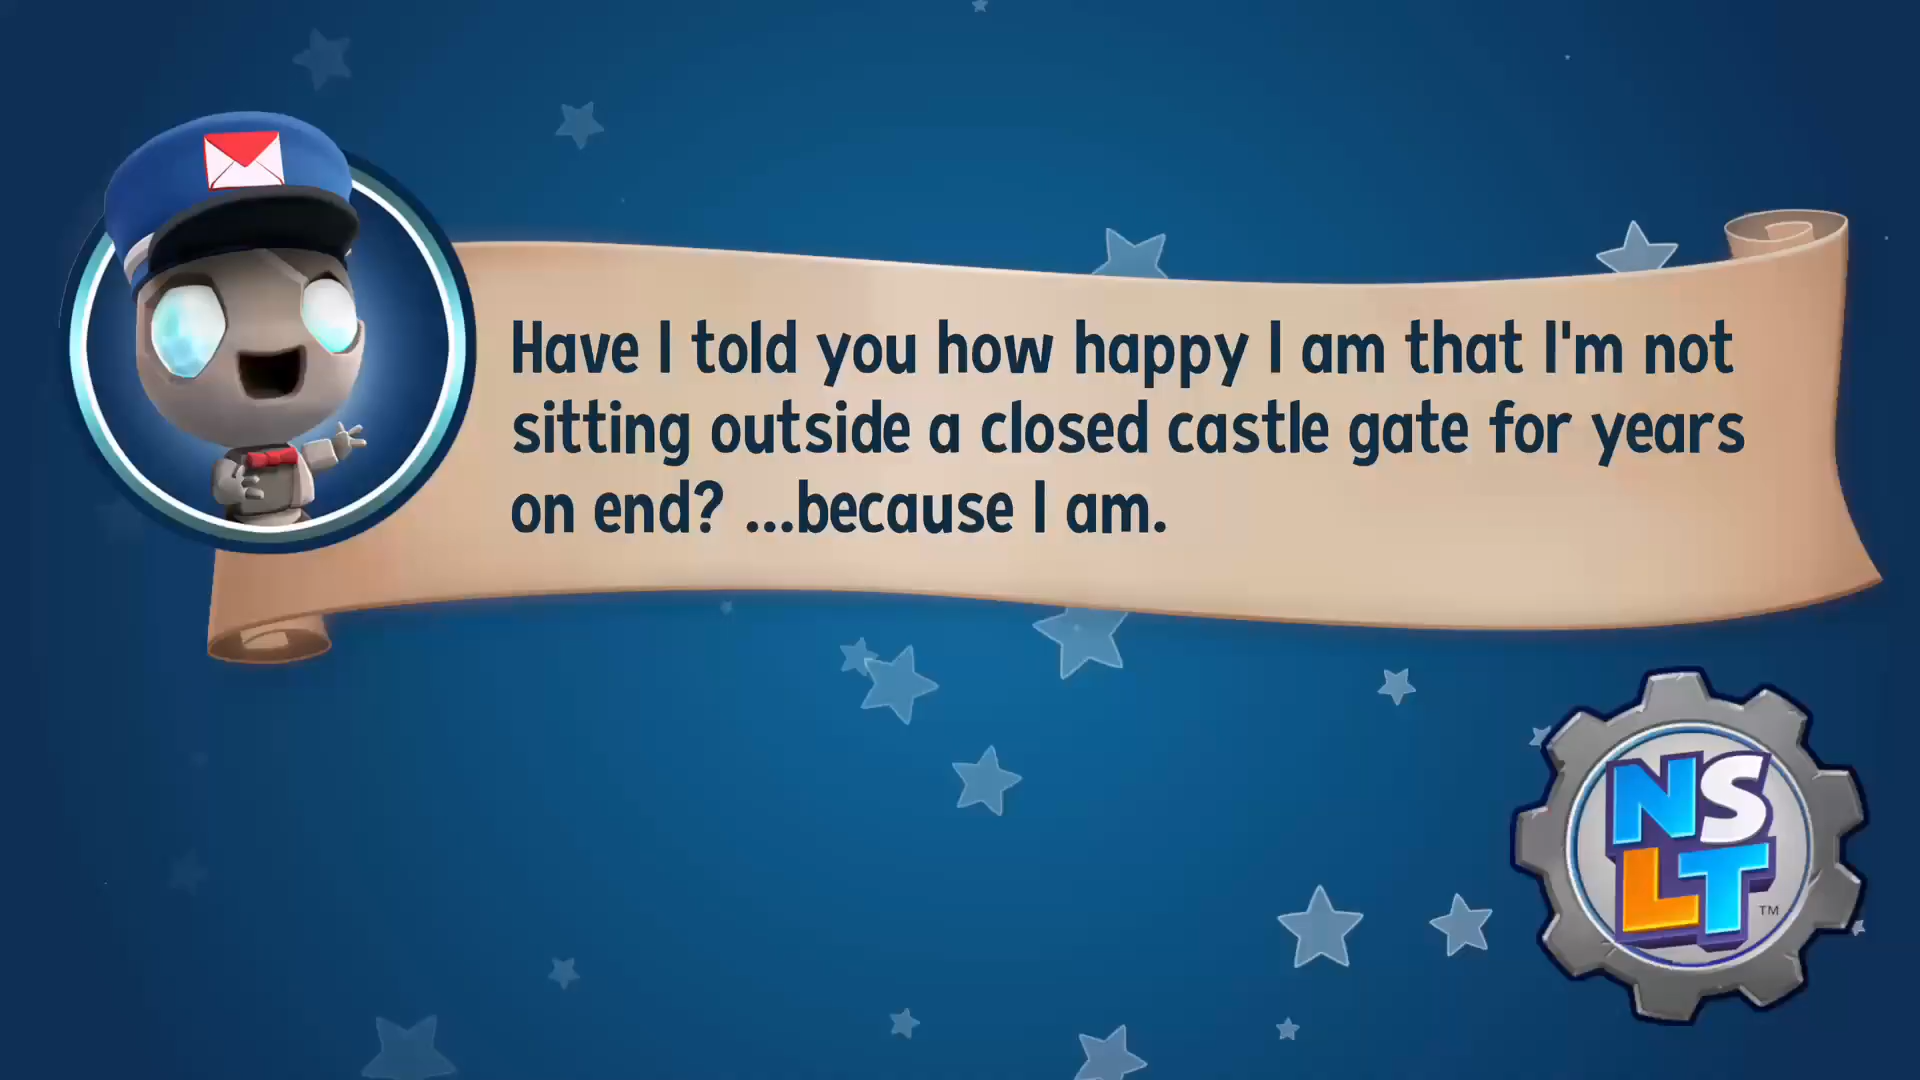 Have I told you how happy I am that I'm not
sitting outside a closed castle gate for years
on end? ...because I am.
NS
LT
TM